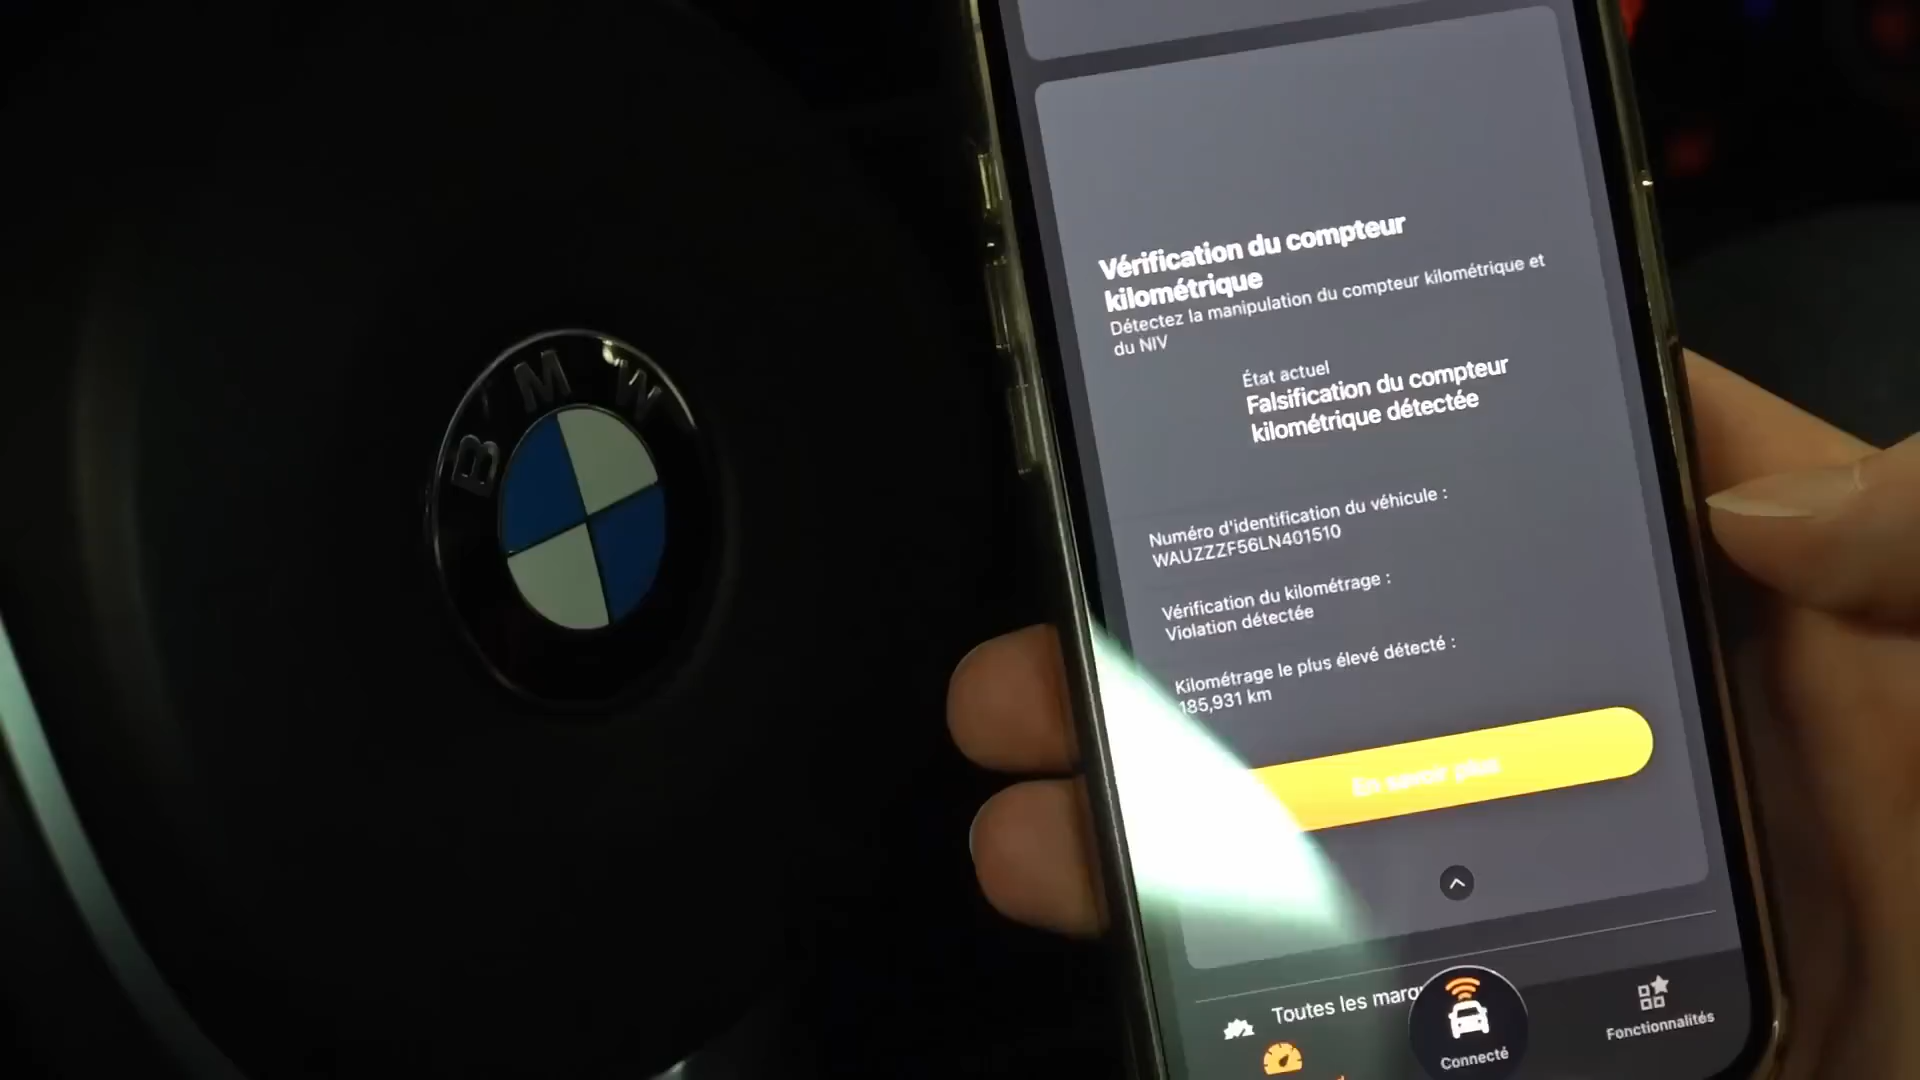 BMW
Vérification du compteur
kilométrique
Détectez la manipulation du compteur kilométrique et
du NIV
État actuel
Falsification du compteur
kilométrique détectée
Numéro d'identification du véhicule :
WAUZZZF56LN401510
Vérification du kilométrage :
Violation détectée
Kilométrage le plus élevé détecté :
185,931 km
En savoir plus
Toutes les
Connecté
Fonctionnalités